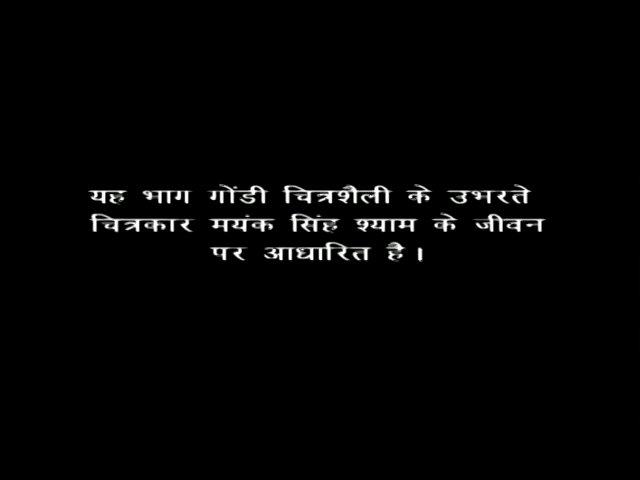 यह भाग गोंडी चित्रशैली के उभरते
चित्रकार मयंक सिंह श्याम के जीवन
पर आधारित है।